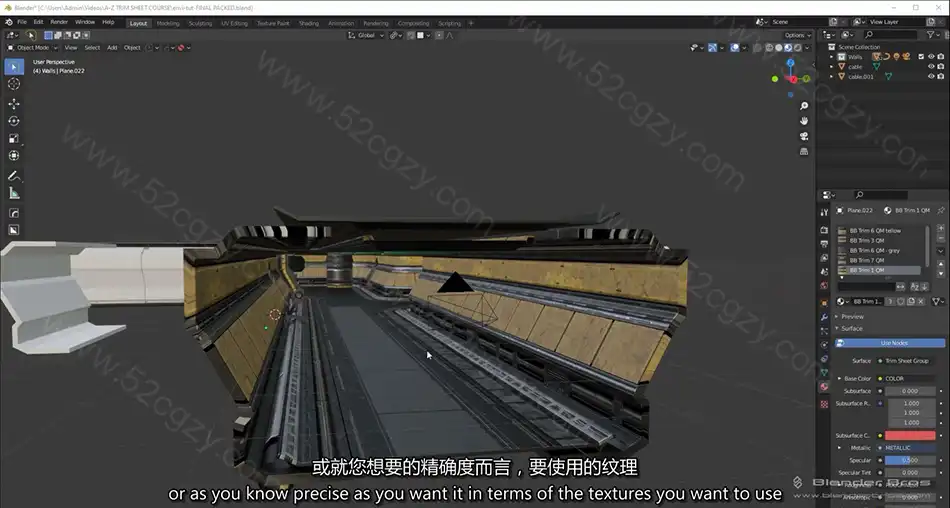 Blender* [C:\Users\Admin\Videos\A-Z TRIM SHEET COURSE\envi-tut FINAL PACKED.blend]
File Edit Render Window Help Layout Modeling Sculpting UV Editing Texture Paint Shading Animation Rendering Compositing Scripting Scene View Layer
Global Options
Object Mode View Select Add Object
User Perspective
(4) Walls | Plane.022
Scene Collection
Walls
cable
cable.001
Plane.022 BB Trim 1 QM
BB Trim 6 QM tellow
BB Trim 3 QM
BB Trim 6 QM - grey
BB Trim 7 QM
BB Trim 1 QM
BB Trim 1... 3
Preview
Surface
Use Nodes
Surface Trim Sheet Group
Base Color COLOR
Subsurface 0.000
Subsurface R... 1.000
1.000
1.000
Subsurface C...
Metallic METALLIC
Specular 0.500
Specular Tint 0.000
Anisotropic
www.52cgzy.com
或就您想要的精确度而言，要使用的纹理
or as you know precise as you want it in terms of the textures you want to use
Blender Bros